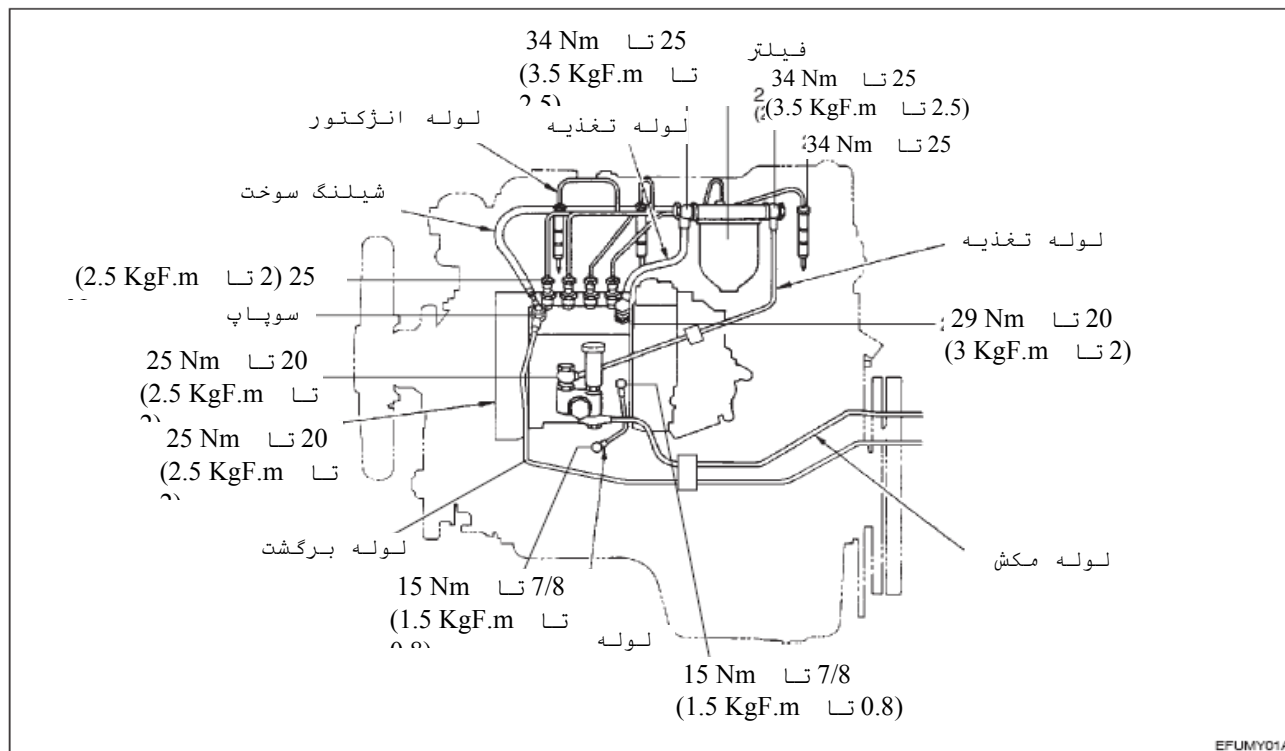 25 تا 34 Nm
(3.5 KgF.m تا
2.5)
فیلتر
25 تا 34 Nm
(2.5 تا 3.5 KgF.m)
25 تا 34 Nm
لوله انژکتور
لوله تغذیه
شیلنگ سوخت
لوله تغذیه
25 (2 تا 2.5 KgF.m)
سوپاپ
20 تا 29 Nm
(2 تا 3 KgF.m)
20 تا 25 Nm
(2.5 KgF.m تا
2)
20 تا 25 Nm
(2.5 KgF.m تا
2)
لوله برگشت
لوله مکش
7/8 تا 15 Nm
(1.5 KgF.m تا
0.8)
لوله
7/8 تا 15 Nm
(0.8 تا 1.5 KgF.m)
EFUMY01A